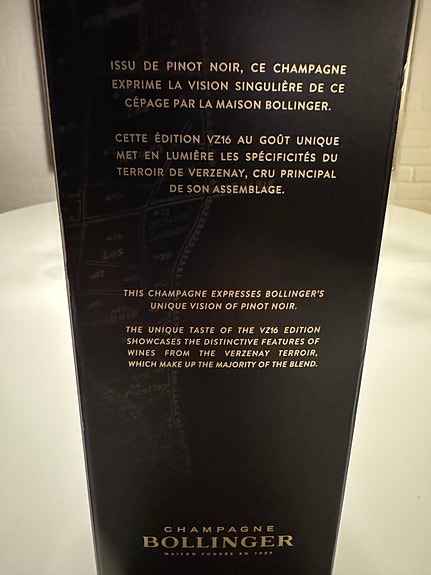 ISSU DE PINOT NOIR, CE CHAMPAGNE
EXPRIME LA VISION SINGULIÈRE DE CE
CÉPAGE PAR LA MAISON BOLLINGER.
CETTE ÉDITION VZ16 AU GOÛT UNIQUE
MET EN LUMIÈRE LES SPÉCIFICITÉS DU
TERROIR DE VERZENAY, CRU PRINCIPAL
DE SON ASSEMBLAGE.
Les
THIS CHAMPAGNE EXPRESSES BOLLINGER'S
UNIQUE VISION OF PINOT NOIR.
THE UNIQUE TASTE OF THE VZ16 EDITION
SHOWCASES THE DISTINCTIVE FEATURES OF
WINES FROM THE VERZENAY TERROIR,
WHICH MAKE UP THE MAJORITY OF THE BLEND.
CHAMPAGNE
BOLLINGER
MAISON FONDÉE EN 1829